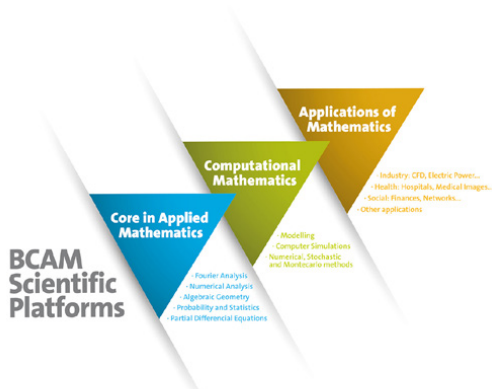 Applications of
Mathematics
- Industry: CFD, Electric Power...
- Health: Hospitals, Medical Images...
- Social: Finances, Networks...
- Other applications
Computational
Mathematics
- Modelling
- Computer Simulations
Numerical, Stochastic
and Montecarlo methods
Core in Applied
Mathematics
- Fourier Analysis
- Numerical Analysis
- Algebraic Geometry
- Probability and Statistics
- Partial Differencial Equations
BCAM
Scientific
Platforms